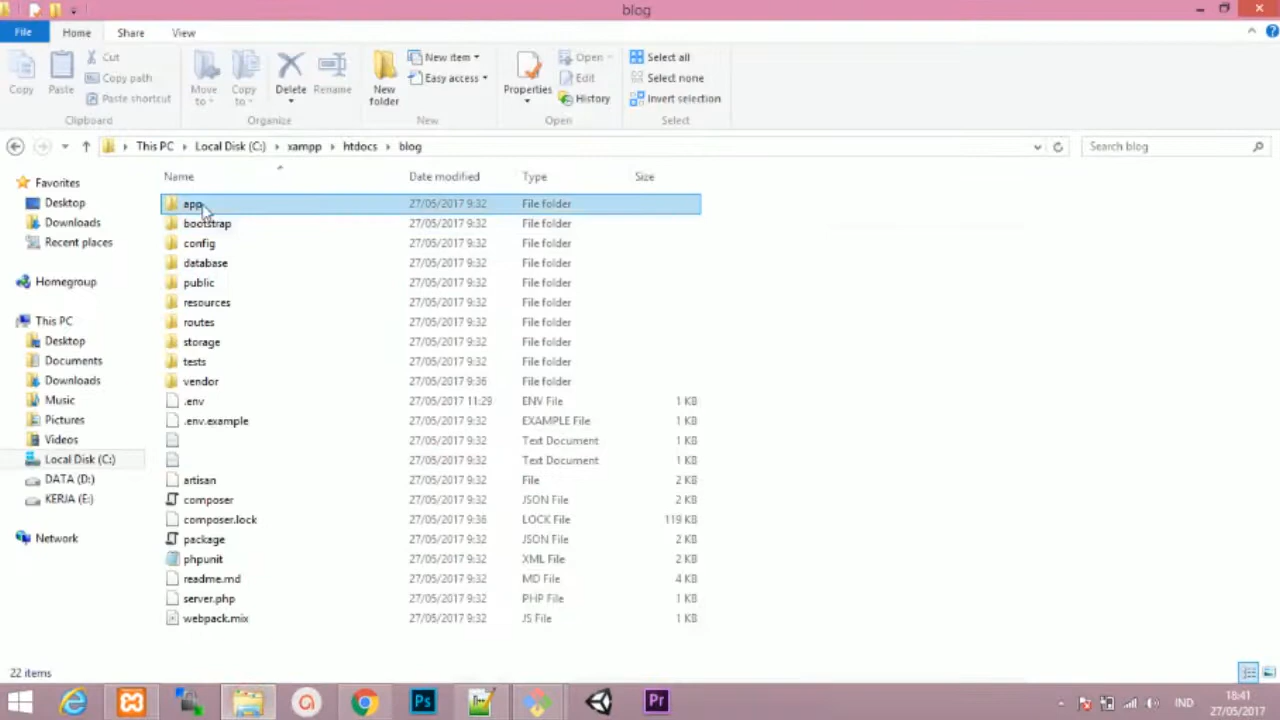 blog
File Home Share View
Copy Paste Cut Copy path Paste shortcut Clipboard
Move to Copy to Delete Rename Organize
New folder New item Easy access New
Properties Open Edit History Open
Select all Select none Invert selection Select
This PC Local Disk (C:) xampp htdocs blog Search blog
Name Date modified Type Size
Favorites
Desktop
Downloads
Recent places
Homegroup
This PC
Desktop
Documents
Downloads
Music
Pictures
Videos
Local Disk (C:)
DATA (D:)
KERJA (E:)
Network
app 27/05/2017 9:32 File folder
bootstrap 27/05/2017 9:32 File folder
config 27/05/2017 9:32 File folder
database 27/05/2017 9:32 File folder
public 27/05/2017 9:32 File folder
resources 27/05/2017 9:32 File folder
routes 27/05/2017 9:32 File folder
storage 27/05/2017 9:32 File folder
tests 27/05/2017 9:32 File folder
vendor 27/05/2017 9:36 File folder
.env 27/05/2017 11:29 ENV File 1 KB
.env.example 27/05/2017 9:32 EXAMPLE File 1 KB
27/05/2017 9:32 Text Document 1 KB
27/05/2017 9:32 Text Document 1 KB
artisan 27/05/2017 9:32 File 2 KB
composer 27/05/2017 9:32 JSON File 2 KB
composer.lock 27/05/2017 9:36 LOCK File 119 KB
package 27/05/2017 9:32 JSON File 2 KB
phpunit 27/05/2017 9:32 XML File 2 KB
readme.md 27/05/2017 9:32 MD File 4 KB
server.php 27/05/2017 9:32 PHP File 1 KB
webpack.mix 27/05/2017 9:32 JS File 1 KB
22 items
Ps Pr IND 18:41
27/05/2017